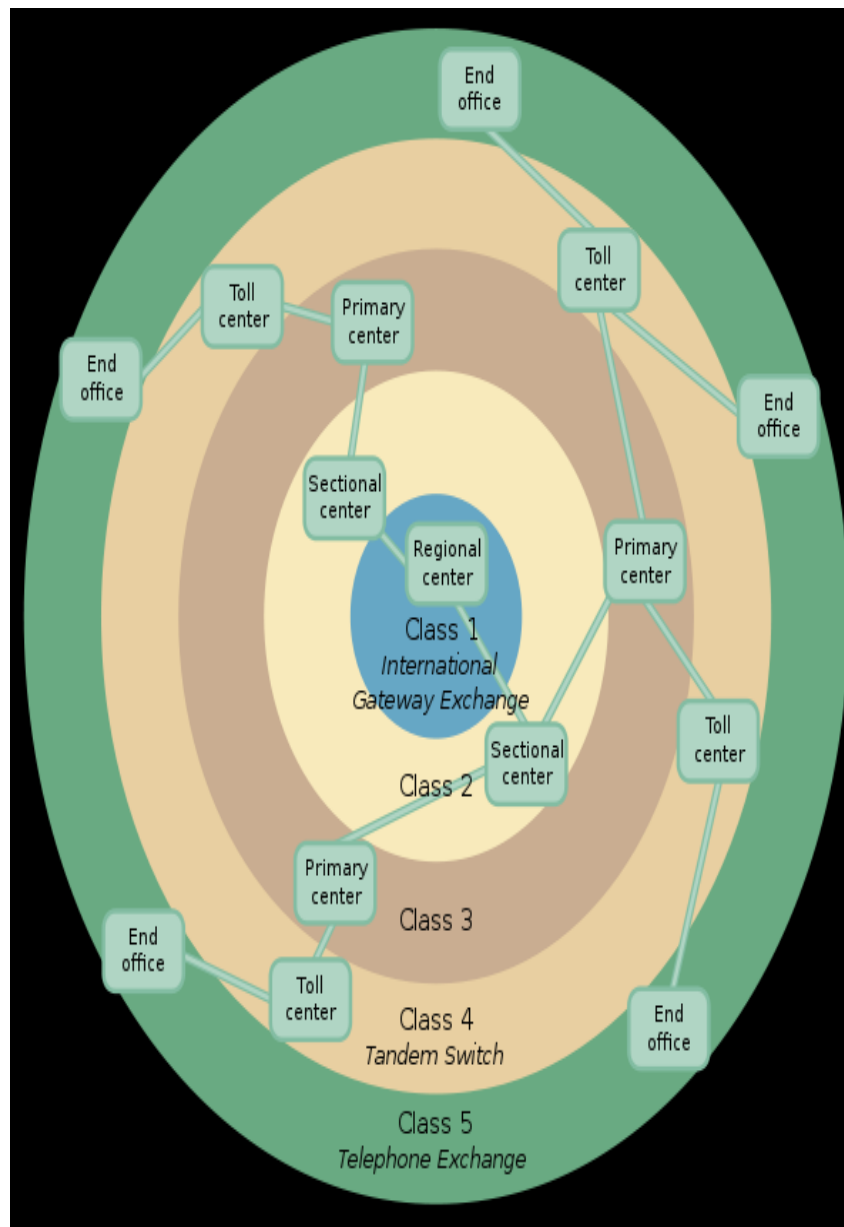 End
office
Toll
center
Toll
center
Primary
center
End
office
End
office
Sectional
center
Regional
center
Primary
center
Class 1
International
Gateway Exchange
Toll
center
Sectional
center
Class 2
Primary
center
Class 3
End
office
Toll
center
Class 4
Tandem Switch
End
office
Class 5
Telephone Exchange